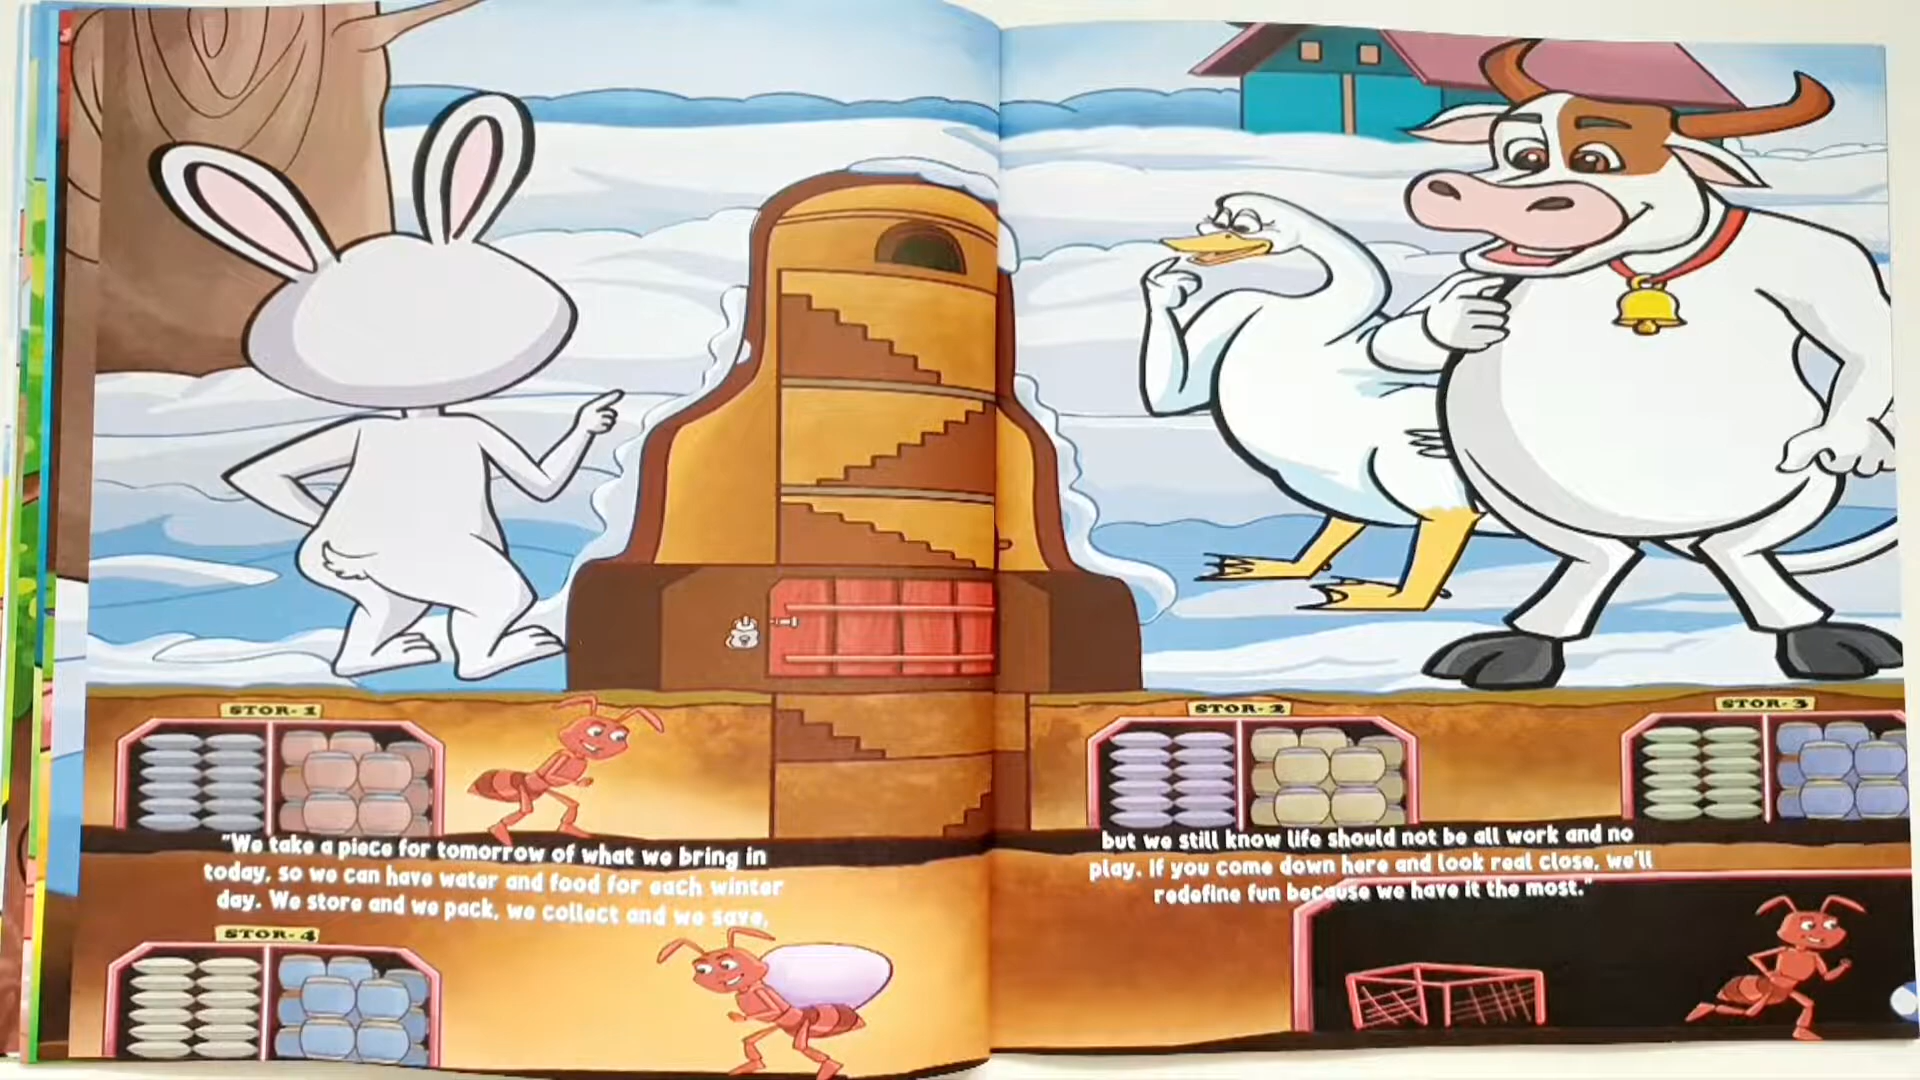 STOR-1
"We take a piece for tomorrow of what we bring in
today, so we can have water and food for each winter
day. We store and we pack, we collect and we save,
STOR-4
STOR-2
STOR-3
but we still know life should not be all work and no
play. If you come down here and look real close, we'll
redefine fun because we have it the most."